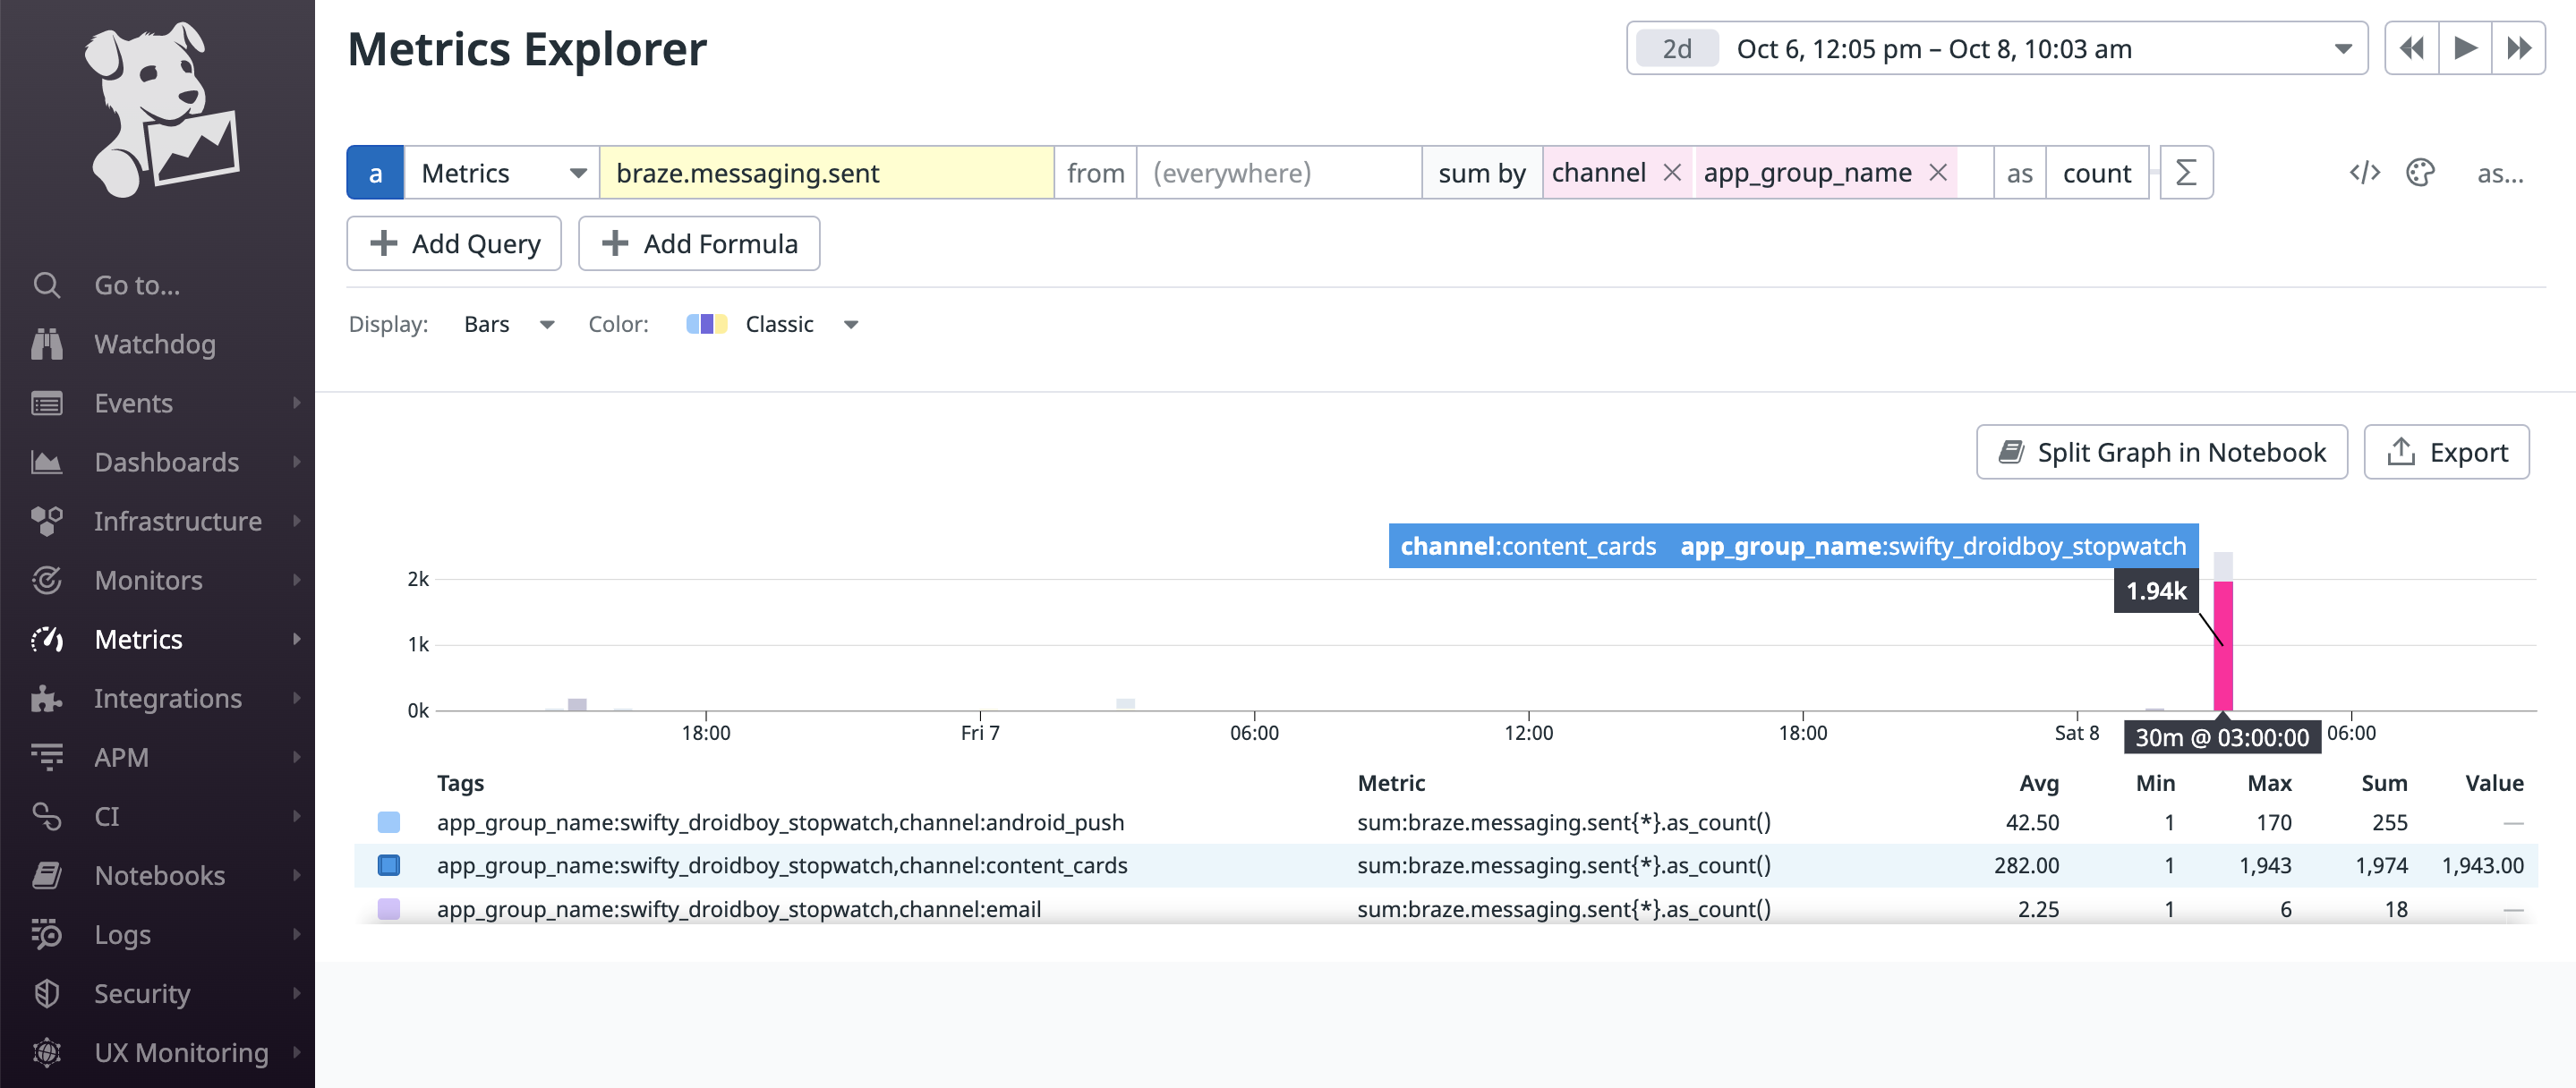 Metrics Explorer
2d Oct 6, 12:05 pm – Oct 8, 10:03 am
a Metrics braze.messaging.sent from (everywhere) sum by channel app_group_name as count Σ </> as...
Add Query Add Formula
Display: Bars Color: Classic
Go to...
Watchdog
Events
Dashboards
Infrastructure
Monitors
Metrics
Integrations
APM
CI
Notebooks
Logs
Security
UX Monitoring
Split Graph in Notebook Export
channel:content_cards app_group_name:swifty_droidboy_stopwatch
1.94k
2k
1k
0k
18:00 Fri 7 06:00 12:00 18:00 Sat 8 30m @ 03:00:00 06:00
Tags Metric Avg Min Max Sum Value
app_group_name:swifty_droidboy_stopwatch,channel:android_push sum:braze.messaging.sent{*}.as_count() 42.50 1 170 255 —
app_group_name:swifty_droidboy_stopwatch,channel:content_cards sum:braze.messaging.sent{*}.as_count() 282.00 1 1,943 1,974 1,943.00
app_group_name:swifty_droidboy_stopwatch,channel:email sum:braze.messaging.sent{*}.as_count() 2.25 1 6 18 —